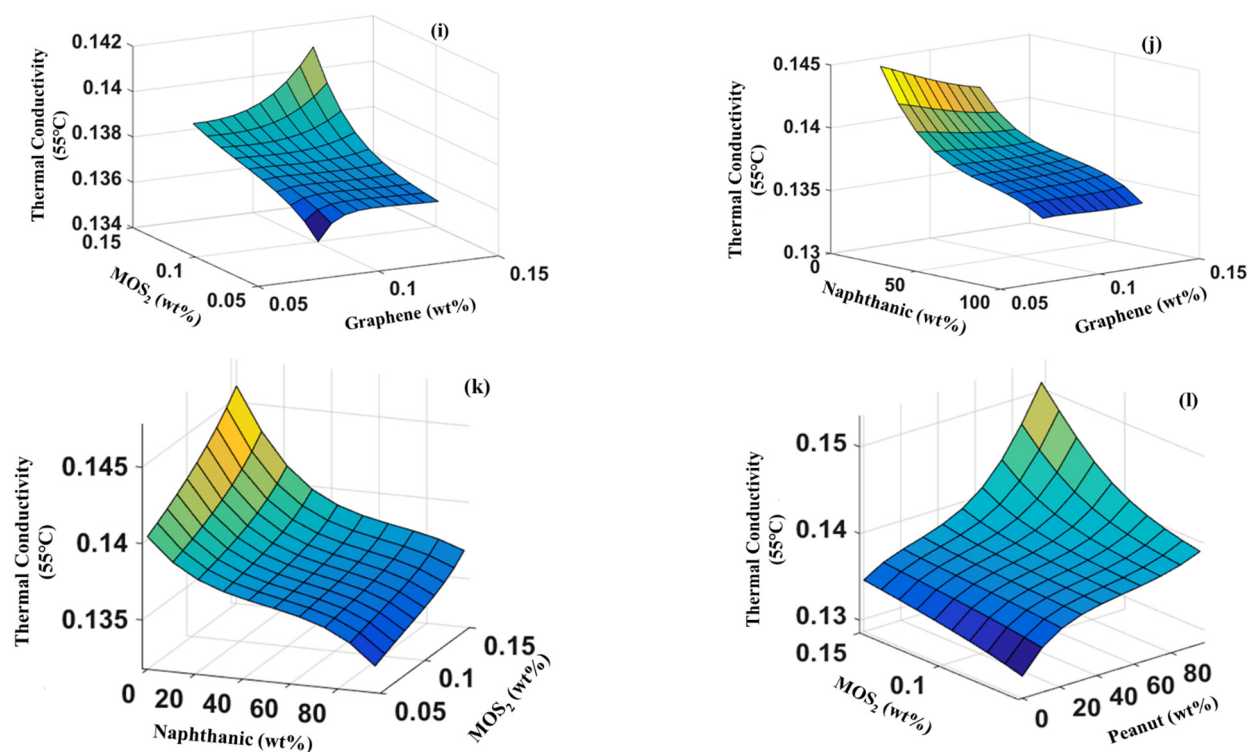 (i)
0.142
0.14
0.138
0.136
0.134
Thermal Conductivity
(55°C)
0.15
0.1
0.05
MOS₂ (wt%)
0.05
0.1
0.15
Graphene (wt%)
(j)
0.145
0.14
0.135
0.13
Thermal Conductivity
(55°C)
0
50
100
Naphthanic (wt%)
0.05
0.1
0.15
Graphene (wt%)
(k)
0.145
0.14
0.135
Thermal Conductivity
(55°C)
0 20 40 60 80
Naphthanic (wt%)
0.05
0.1
0.15
MOS₂ (wt%)
(l)
0.15
0.14
0.13
Thermal Conductivity
(55°C)
0.15
0.1
MOS₂ (wt%)
0 20 40 60 80
Peanut (wt%)